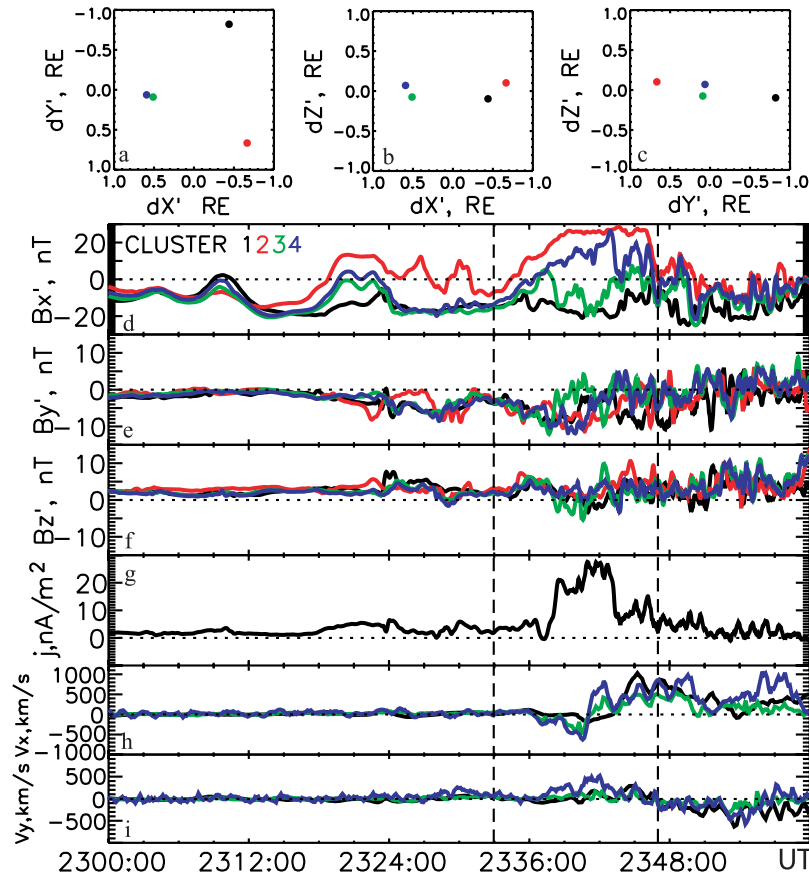 −1.0
−0.5
0.0
0.5
1.0
dY', RE
a
1.0 0.5 0.0 −0.5 −1.0
dX' RE
1.0
0.5
0.0
−0.5
−1.0
dZ', RE
b
1.0 0.5 0.0 −0.5 −1.0
dX', RE
1.0
0.5
0.0
−0.5
−1.0
dZ', RE
c
1.0 0.5 0.0 −0.5 −1.0
dY', RE
CLUSTER 1234
20
0
−20
Bx', nT
d
10
0
−10
By', nT
e
10
0
−10
Bz', nT
f
20
10
0
j,nA/m²
g
1000
500
0
−500
−1000
Vx,km/s
h
500
0
−500
Vy,km/s
i
2300:00 2312:00 2324:00 2336:00 2348:00 UT